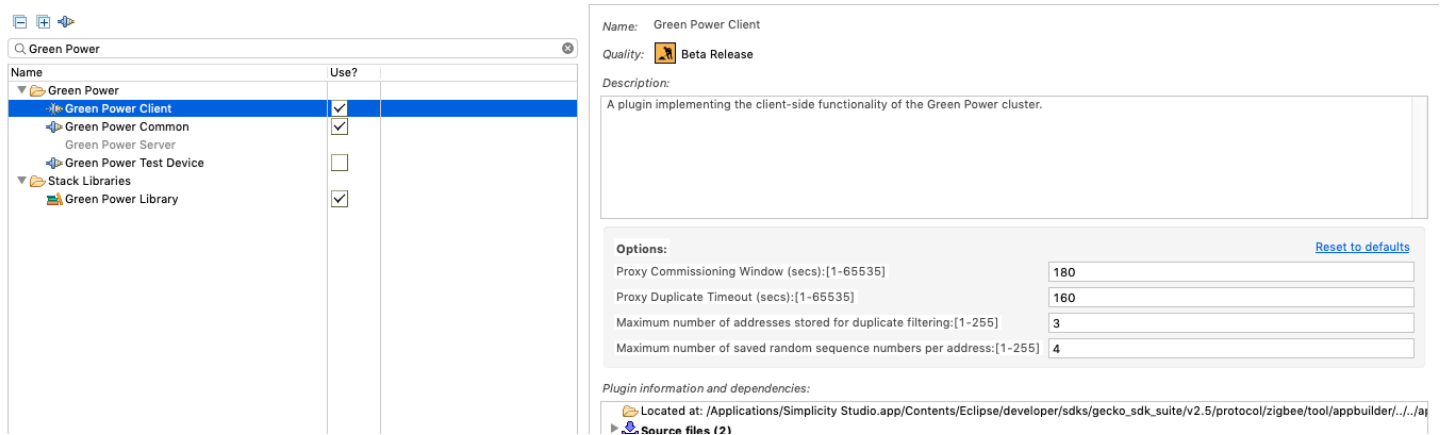 Green Power
Name Use?
Green Power
Green Power Client
Green Power Common
Green Power Server
Green Power Test Device
Stack Libraries
Green Power Library
Name: Green Power Client
Quality: Beta Release
Description:
A plugin implementing the client-side functionality of the Green Power cluster.
Options: Reset to defaults
Proxy Commissioning Window (secs):[1-65535] 180
Proxy Duplicate Timeout (secs):[1-65535] 160
Maximum number of addresses stored for duplicate filtering:[1-255] 3
Maximum number of saved random sequence numbers per address:[1-255] 4
Plugin information and dependencies:
Located at: /Applications/Simplicity Studio.app/Contents/Eclipse/developer/sdks/gecko_sdk_suite/v2.5/protocol/zigbee/tool/appbuilder/../../a
Source files (2)